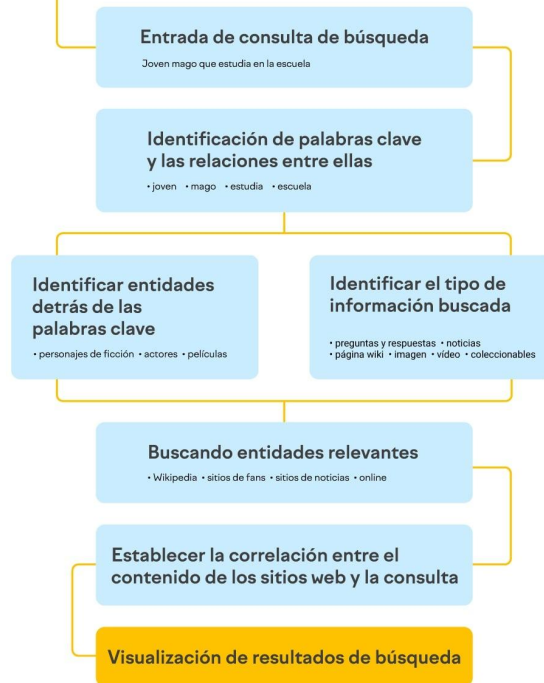 Entrada de consulta de búsqueda
Joven mago que estudia en la escuela
Identificación de palabras clave
y las relaciones entre ellas
• joven • mago • estudia • escuela
Identificar entidades
detrás de las
palabras clave
• personajes de ficción • actores • películas
Identificar el tipo de
información buscada
• preguntas y respuestas • noticias
• página wiki • imagen • vídeo • coleccionables
Buscando entidades relevantes
• Wikipedia • sitios de fans • sitios de noticias • online
Establecer la correlación entre el
contenido de los sitios web y la consulta
Visualización de resultados de búsqueda